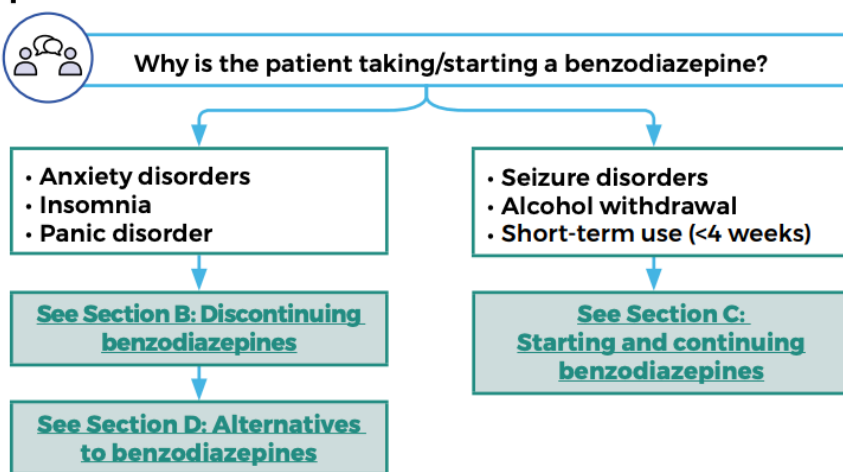 Why is the patient taking/starting a benzodiazepine?
• Anxiety disorders
• Insomnia
• Panic disorder
See Section B: Discontinuing
benzodiazepines
See Section D: Alternatives
to benzodiazepines
• Seizure disorders
• Alcohol withdrawal
• Short-term use (<4 weeks)
See Section C:
Starting and continuing
benzodiazepines